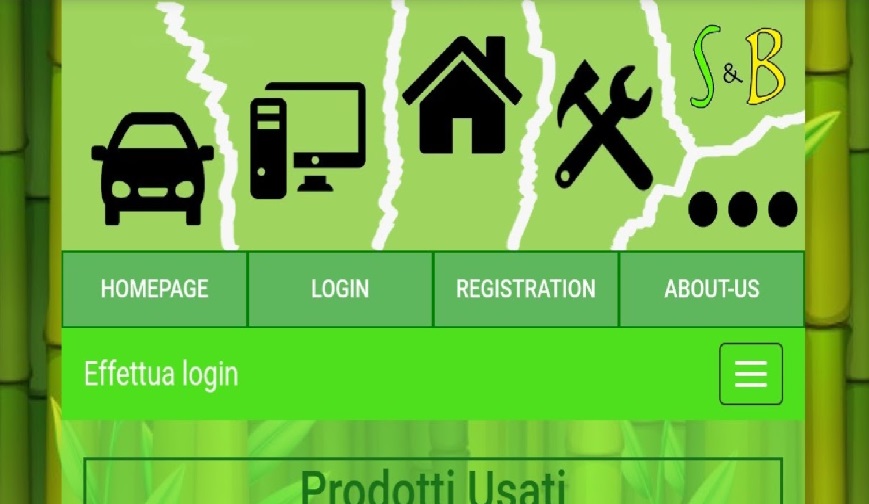 S & B
HOMEPAGE LOGIN REGISTRATION ABOUT-US
Effettua login
Prodotti Usati